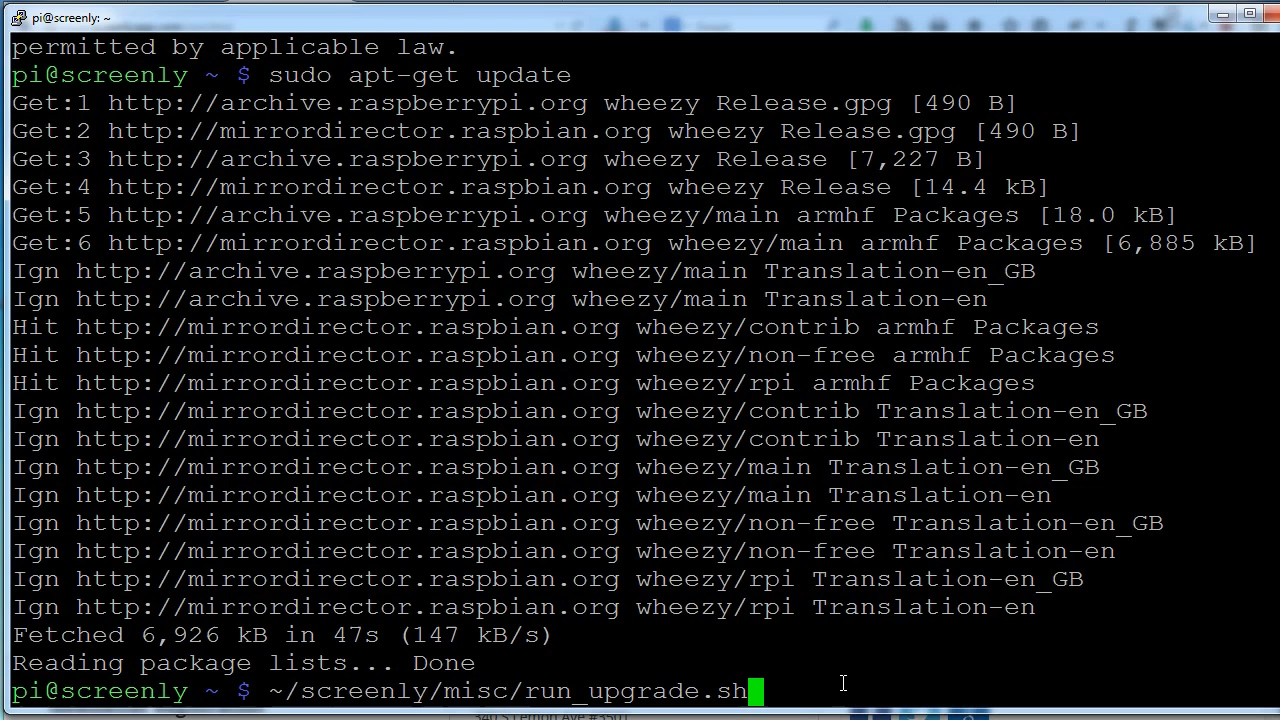 pi@screenly: ~
permitted by applicable law.
pi@screenly ~ $ sudo apt-get update
Get:1 http://archive.raspberrypi.org wheezy Release.gpg [490 B]
Get:2 http://mirrordirector.raspbian.org wheezy Release.gpg [490 B]
Get:3 http://archive.raspberrypi.org wheezy Release [7,227 B]
Get:4 http://mirrordirector.raspbian.org wheezy Release [14.4 kB]
Get:5 http://archive.raspberrypi.org wheezy/main armhf Packages [18.0 kB]
Get:6 http://mirrordirector.raspbian.org wheezy/main armhf Packages [6,885 kB]
Ign http://archive.raspberrypi.org wheezy/main Translation-en_GB
Ign http://archive.raspberrypi.org wheezy/main Translation-en
Hit http://mirrordirector.raspbian.org wheezy/contrib armhf Packages
Hit http://mirrordirector.raspbian.org wheezy/non-free armhf Packages
Hit http://mirrordirector.raspbian.org wheezy/rpi armhf Packages
Ign http://mirrordirector.raspbian.org wheezy/contrib Translation-en_GB
Ign http://mirrordirector.raspbian.org wheezy/contrib Translation-en
Ign http://mirrordirector.raspbian.org wheezy/main Translation-en_GB
Ign http://mirrordirector.raspbian.org wheezy/main Translation-en
Ign http://mirrordirector.raspbian.org wheezy/non-free Translation-en_GB
Ign http://mirrordirector.raspbian.org wheezy/non-free Translation-en
Ign http://mirrordirector.raspbian.org wheezy/rpi Translation-en_GB
Ign http://mirrordirector.raspbian.org wheezy/rpi Translation-en
Fetched 6,926 kB in 47s (147 kB/s)
Reading package lists... Done
pi@screenly ~ $ ~/screenly/misc/run_upgrade.sh